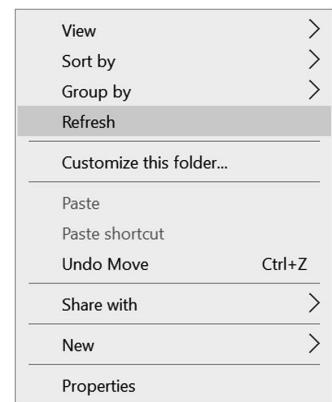 View
Sort by
Group by
Refresh
Customize this folder...
Paste
Paste shortcut
Undo Move Ctrl+Z
Share with
New
Properties